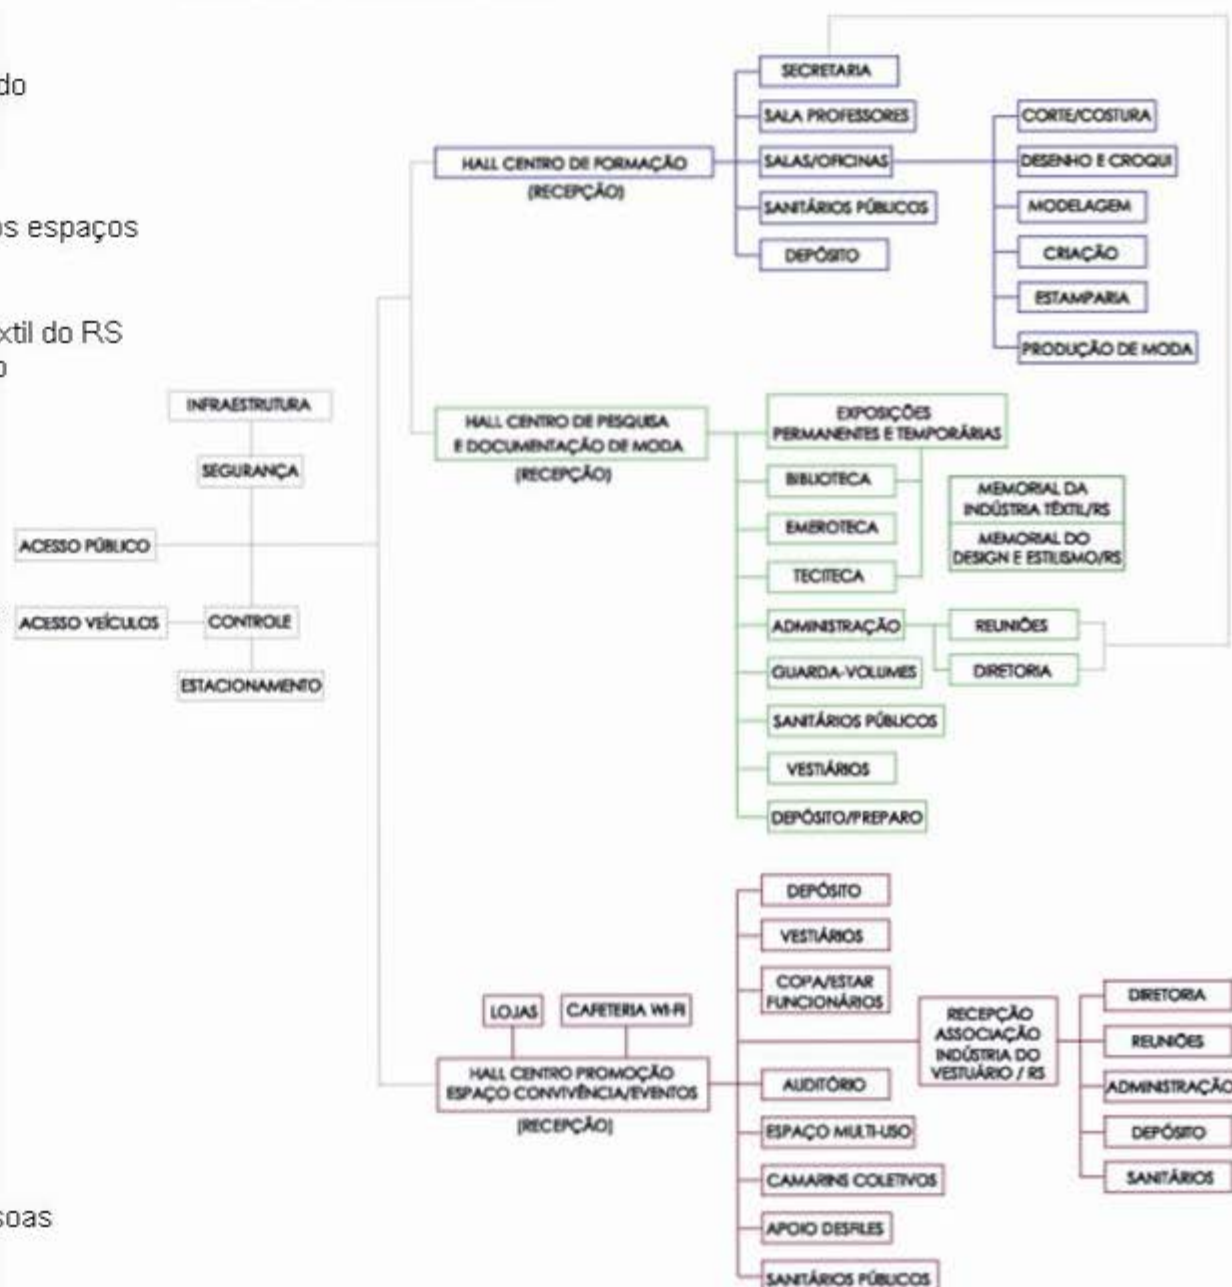 do
os espaços
xtil do RS
o
soas
INFRAESTRUTURA
SEGURANÇA
ACESSO PÚBLICO
ACESSO VEÍCULOS
CONTROLE
ESTACIONAMENTO
HALL CENTRO DE FORMAÇÃO
(RECEPÇÃO)
SECRETARIA
SALA PROFESSORES
SALAS/OFICINAS
SANITÁRIOS PÚBLICOS
DEPÓSITO
CORTE/COSTURA
DESENHO E CROQUI
MODELAGEM
CRIAÇÃO
ESTAMPARIA
PRODUÇÃO DE MODA
HALL CENTRO DE PESQUISA
E DOCUMENTAÇÃO DE MODA
(RECEPÇÃO)
EXPOSIÇÕES
PERMANENTES E TEMPORÁRIAS
BIBLIOTECA
EMEROTECA
TECITECA
MEMORIAL DA
INDÚSTRIA TÊXTIL/RS
MEMORIAL DO
DESIGN E ESTILISMO/RS
ADMINISTRAÇÃO
REUNIÕES
DIRETORIA
GUARDA-VOLUMES
SANITÁRIOS PÚBLICOS
VESTIÁRIOS
DEPÓSITO/PREPARO
LOJAS
CAFETERIA WI-FI
HALL CENTRO PROMOÇÃO
ESPAÇO CONVIVÊNCIA/EVENTOS
(RECEPÇÃO)
DEPÓSITO
VESTIÁRIOS
COPA/ESTAR
FUNCIONÁRIOS
RECEPÇÃO
ASSOCIAÇÃO
INDÚSTRIA DO
VESTUÁRIO / RS
DIRETORIA
REUNIÕES
ADMINISTRAÇÃO
DEPÓSITO
SANITÁRIOS
AUDITÓRIO
ESPAÇO MULTI-USO
CAMARINS COLETIVOS
APOIO DESFILES
SANITÁRIOS PÚBLICOS